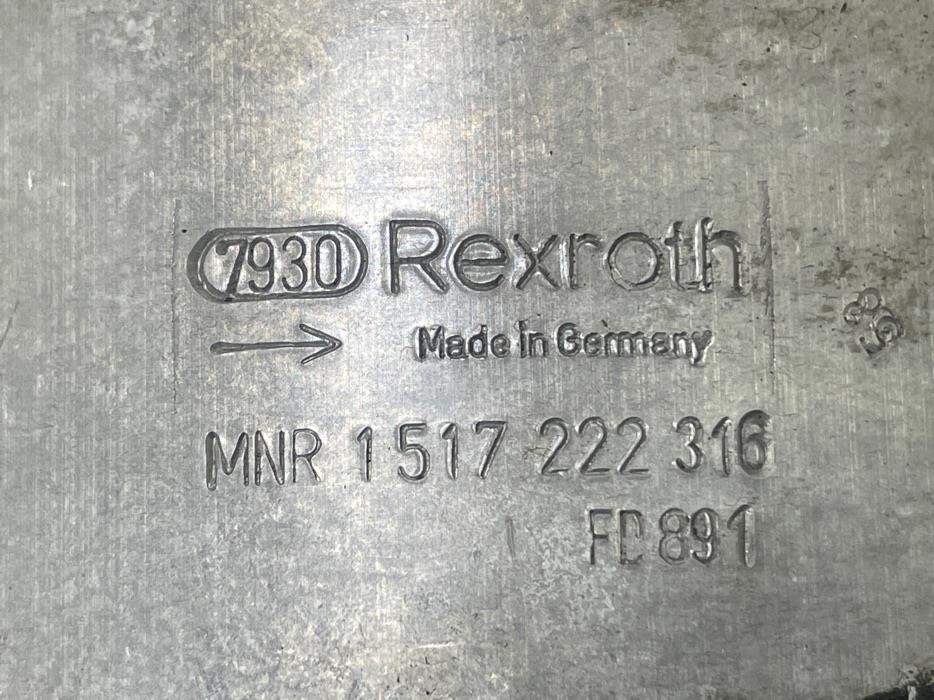 7930 Rexroth
Made in Germany
MNR 1 517 222 316
FD 891